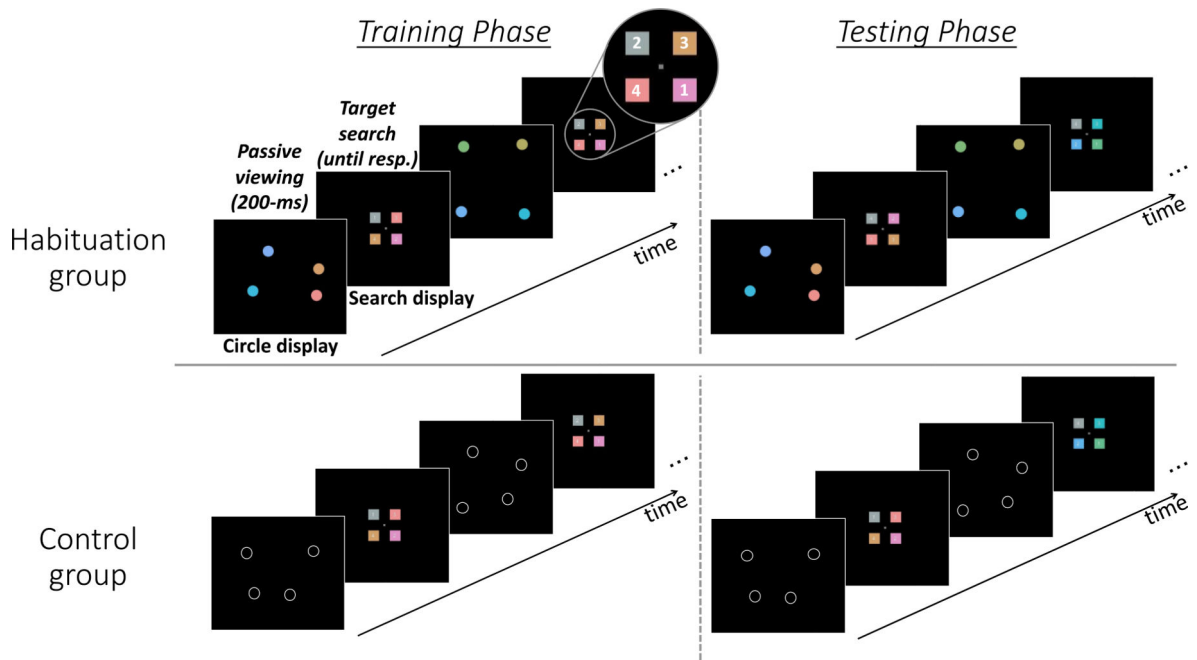 Training Phase
Testing Phase
2 3
4 1
Target
search
(until resp.)
Passive
viewing
(200-ms)
...
...
time
time
Habituation
group
Search display
Circle display
...
...
time
time
Control
group